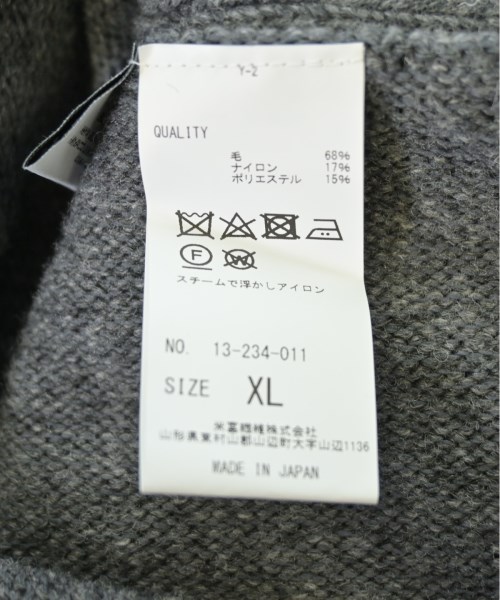 Y-2
QUALITY
毛 68%
ナイロン 17%
ポリエステル 15%
F
W
スチームで浮かしアイロン
NO. 13-234-011
SIZE XL
米富繊維株式会社
山形県東村山郡山辺町大字山辺1136
MADE IN JAPAN